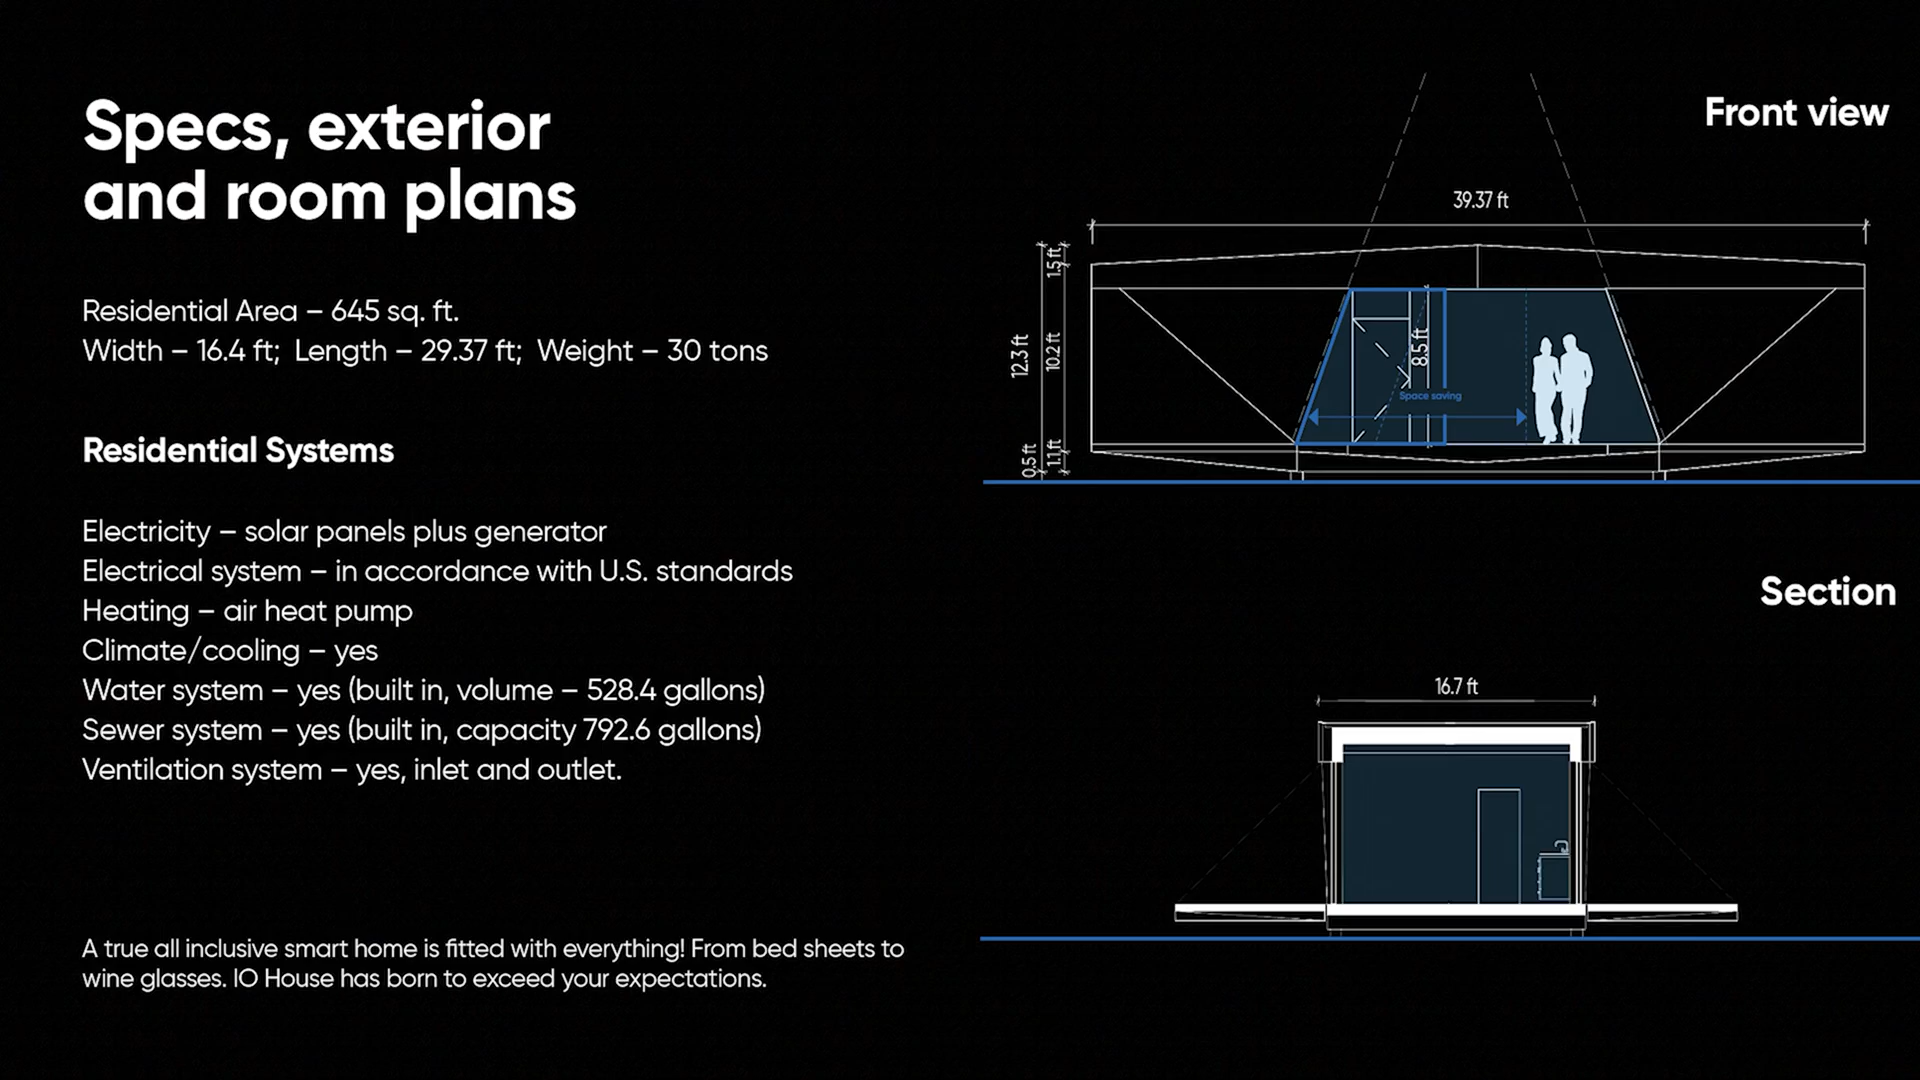 Specs, exterior
and room plans
Residential Area – 645 sq. ft.
Width – 16.4 ft;  Length – 29.37 ft;  Weight – 30 tons
Residential Systems
Electricity – solar panels plus generator
Electrical system – in accordance with U.S. standards
Heating – air heat pump
Climate/cooling – yes
Water system – yes (built in, volume – 528.4 gallons)
Sewer system – yes (built in, capacity 792.6 gallons)
Ventilation system – yes, inlet and outlet.
A true all inclusive smart home is fitted with everything! From bed sheets to
wine glasses. IO House has born to exceed your expectations.
Front view
39.37 ft
1.5 ft
12.3 ft
10.2 ft
8.5 ft
Space saving
0.5 ft
1.1 ft
Section
16.7 ft